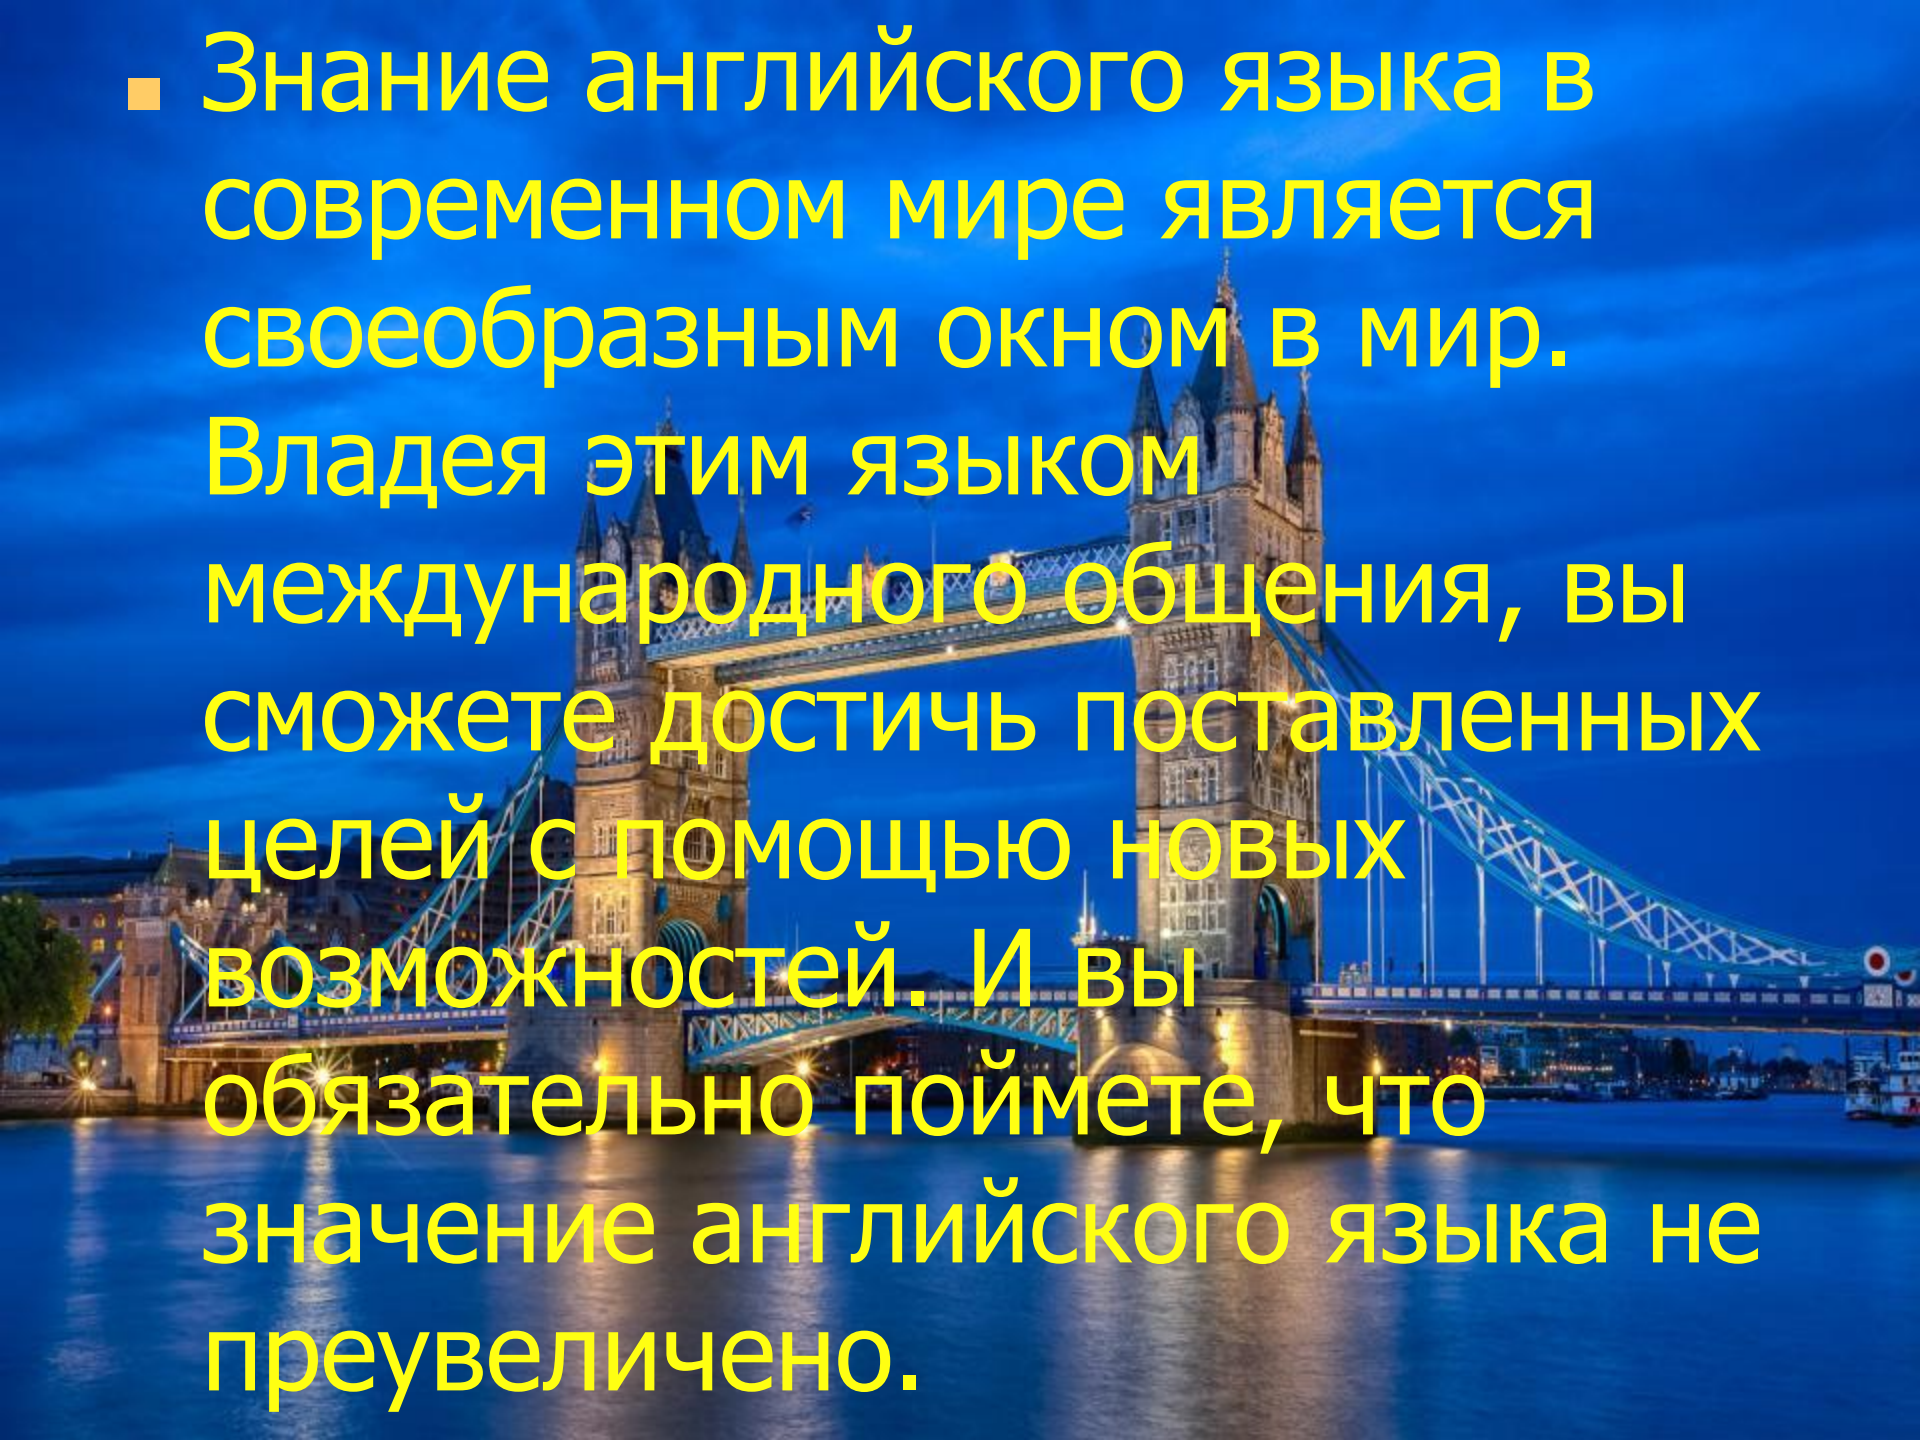 Знание английского языка в
современном мире является
своеобразным окном в мир.
Владея этим языком
международного общения, вы
сможете достичь поставленных
целей с помощью новых
возможностей. И вы
обязательно поймете, что
значение английского языка не
преувеличено.